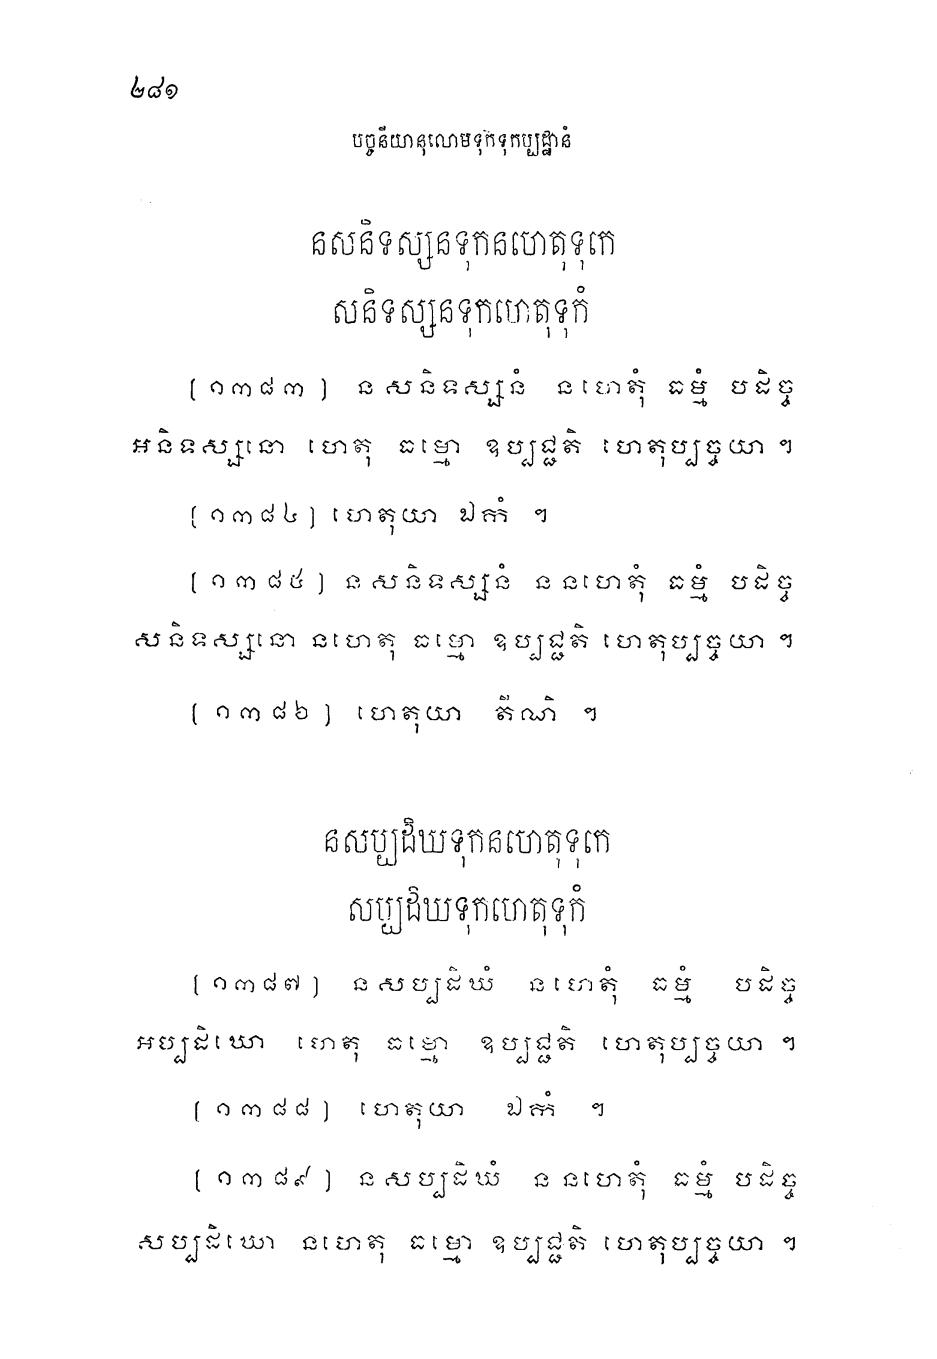 ២៨១
បច្ចនីយានុលោមទុកទុកប្បដ្ឋានំ
នសនិទស្សនទុកនហេតុទុកេ
សនិទស្សនទុកហេតុទុកំ
[១៣៨៣] ន សនិទស្សនំ នហេតុំ ធម្មំ បដិច្ច
អនិទស្សនោ ហេតុ ធម្មោ ឧប្បជ្ជតិ ហេតុប្បច្ចយា ។
[១៣៨៤] ហេតុយា ឯកំ ។
[១៣៨៥] ន សនិទស្សនំ ននហេតុំ ធម្មំ បដិច្ច
សនិទស្សនោ នហេតុ ធម្មោ ឧប្បជ្ជតិ ហេតុប្បច្ចយា ។
[១៣៨៦] ហេតុយា តីណិ ។
នសប្បដិឃទុកនហេតុទុកេ
សប្បដិឃទុកហេតុទុកំ
[១៣៨៧] ន សប្បដិឃំ នហេតុំ ធម្មំ បដិច្ច
អប្បដិឃោ ហេតុ ធម្មោ ឧប្បជ្ជតិ ហេតុប្បច្ចយា ។
[១៣៨៨] ហេតុយា ឯកំ ។
[១៣៨៩] ន សប្បដិឃំ ននហេតុំ ធម្មំ បដិច្ច
សប្បដិឃោ នហេតុ ធម្មោ ឧប្បជ្ជតិ ហេតុប្បច្ចយា ។